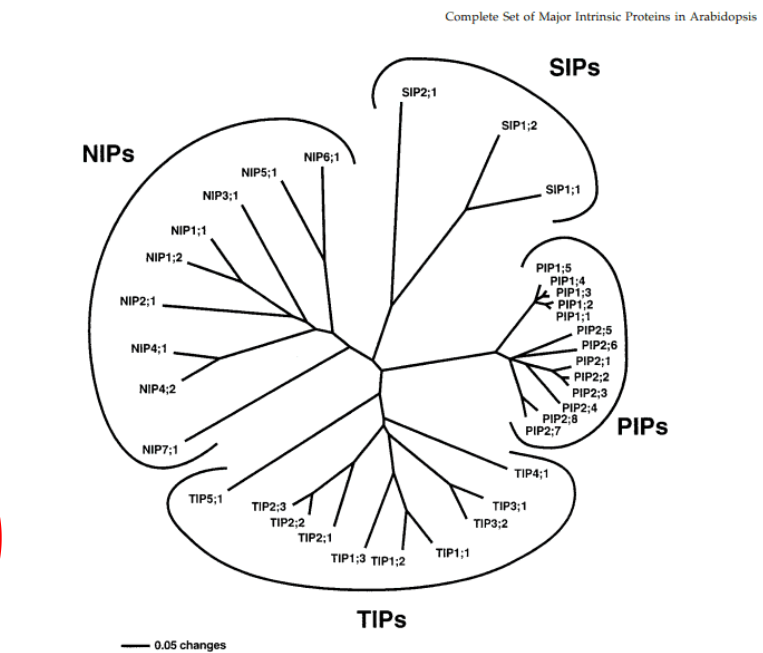 Complete Set of Major Intrinsic Proteins in Arabidopsis
SIPs
SIP2;1
SIP1;2
SIP1;1
NIPs
NIP6;1
NIP5;1
NIP3;1
NIP1;1
NIP1;2
NIP2;1
NIP4;1
NIP4;2
NIP7;1
PIP1;5
PIP1;4
PIP1;3
PIP1;2
PIP1;1
PIP2;5
PIP2;6
PIP2;1
PIP2;2
PIP2;3
PIP2;4
PIP2;8
PIP2;7
PIPs
TIP5;1
TIP2;3
TIP2;2
TIP2;1
TIP1;3
TIP1;2
TIP1;1
TIP3;2
TIP3;1
TIP4;1
TIPs
0.05 changes